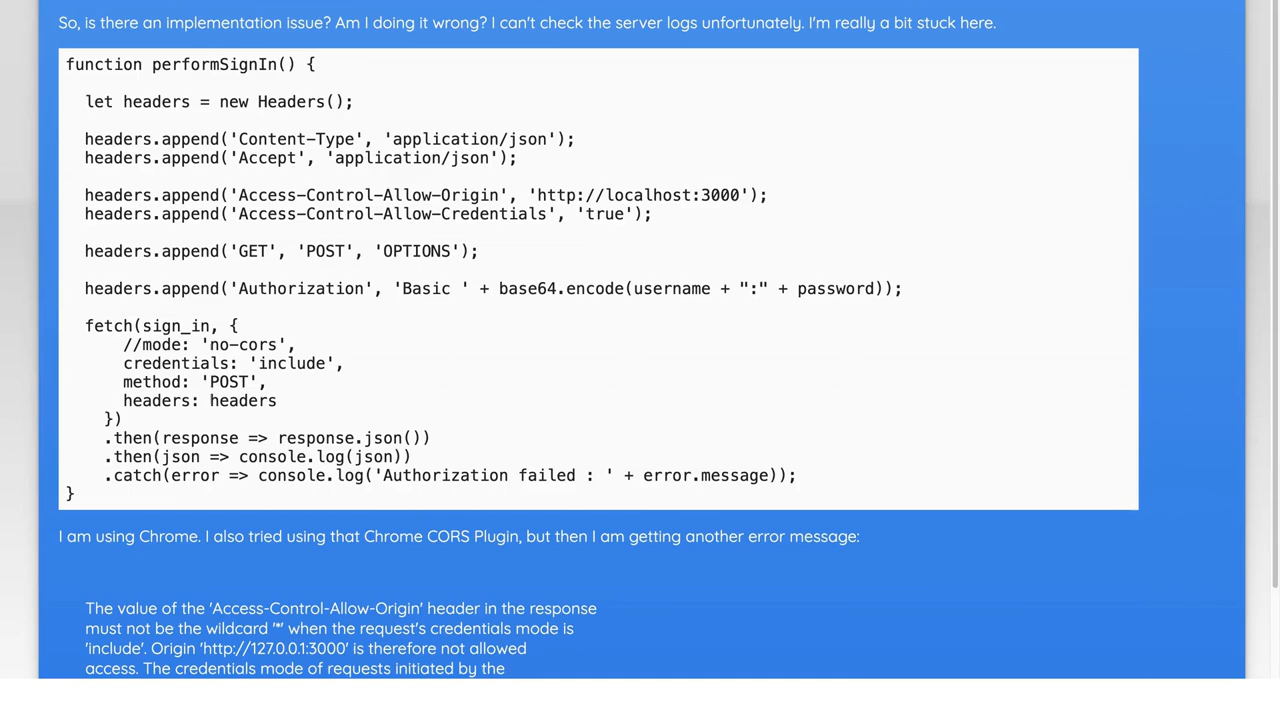 So, is there an implementation issue? Am I doing it wrong? I can't check the server logs unfortunately. I'm really a bit stuck here.
function performSignIn() {
  let headers = new Headers();
  headers.append('Content-Type', 'application/json');
  headers.append('Accept', 'application/json');
  headers.append('Access-Control-Allow-Origin', 'http://localhost:3000');
  headers.append('Access-Control-Allow-Credentials', 'true');
  headers.append('GET', 'POST', 'OPTIONS');
  headers.append('Authorization', 'Basic ' + base64.encode(username + ":" + password));
  fetch(sign_in, {
      //mode: 'no-cors',
      credentials: 'include',
      method: 'POST',
      headers: headers
    })
    .then(response => response.json())
    .then(json => console.log(json))
    .catch(error => console.log('Authorization failed : ' + error.message));
}
I am using Chrome. I also tried using that Chrome CORS Plugin, but then I am getting another error message:
The value of the 'Access-Control-Allow-Origin' header in the response
must not be the wildcard '*' when the request's credentials mode is
'include'. Origin 'http://127.0.0.1:3000' is therefore not allowed
access. The credentials mode of requests initiated by the